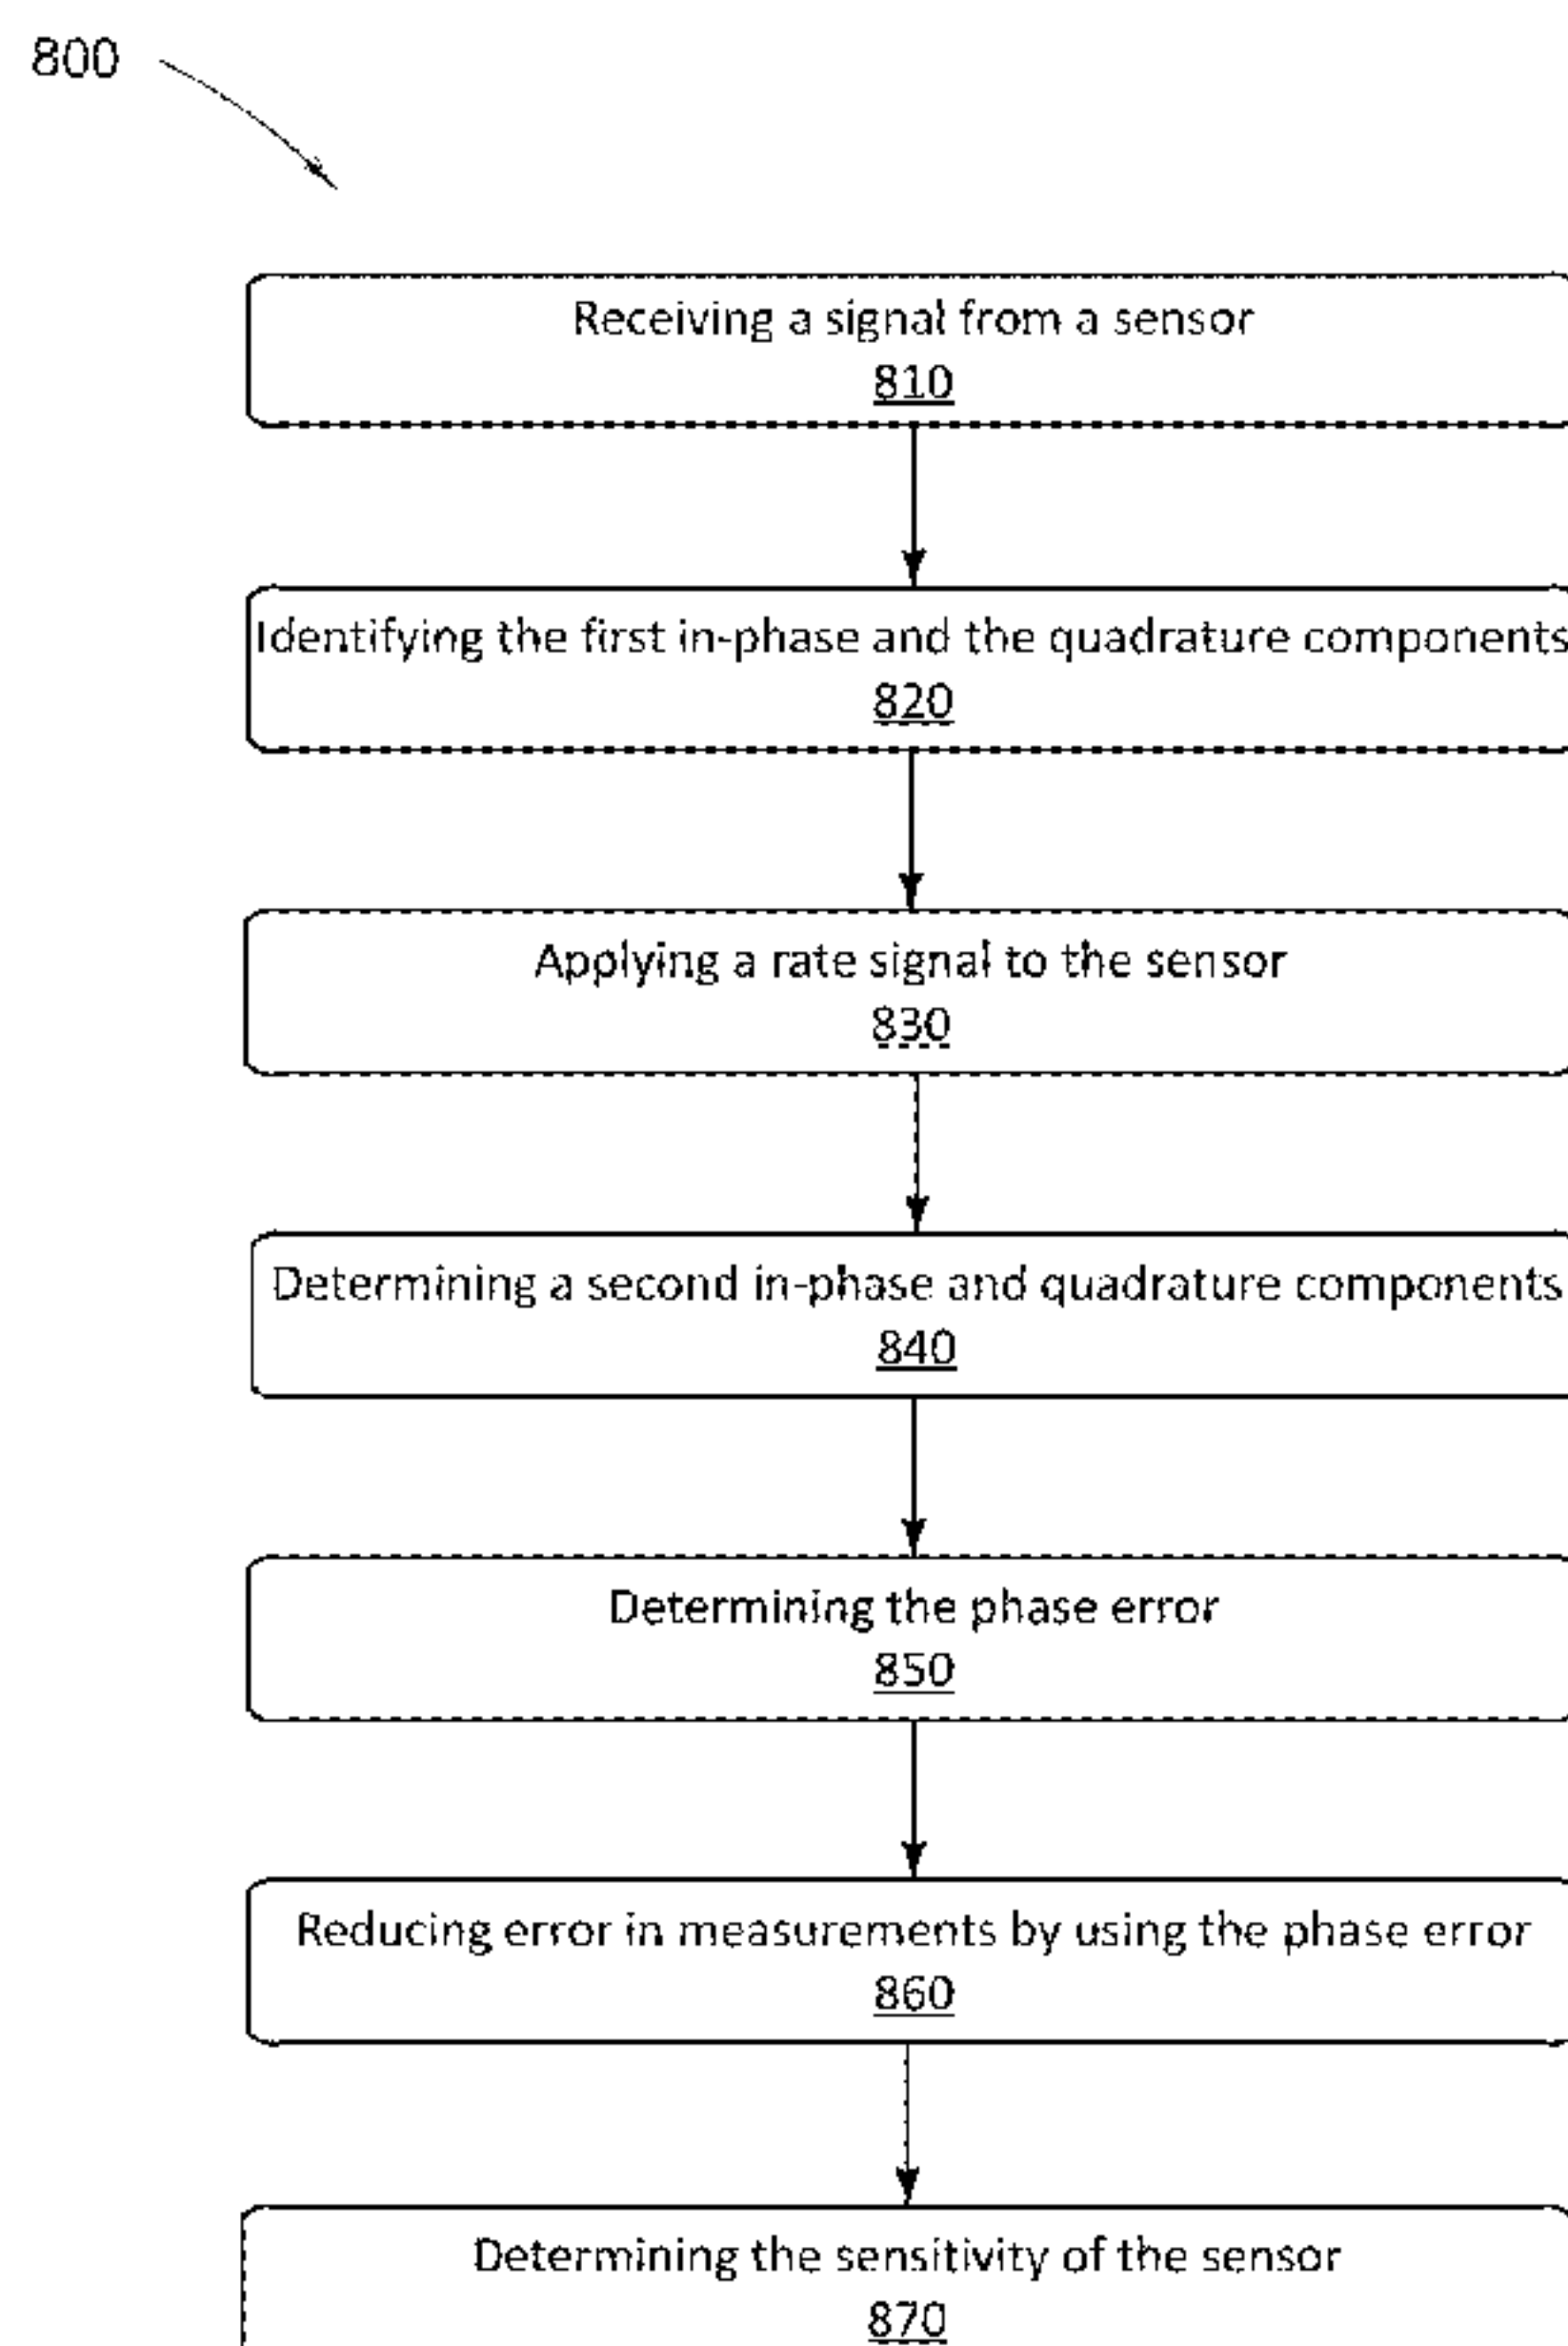 800
Receiving a signal from a sensor
810
Identifying the first in-phase and the quadrature components
820
Applying a rate signal to the sensor
830
Determining a second in-phase and quadrature components
840
Determining the phase error
850
Reducing error in measurements by using the phase error
860
Determining the sensitivity of the sensor
870